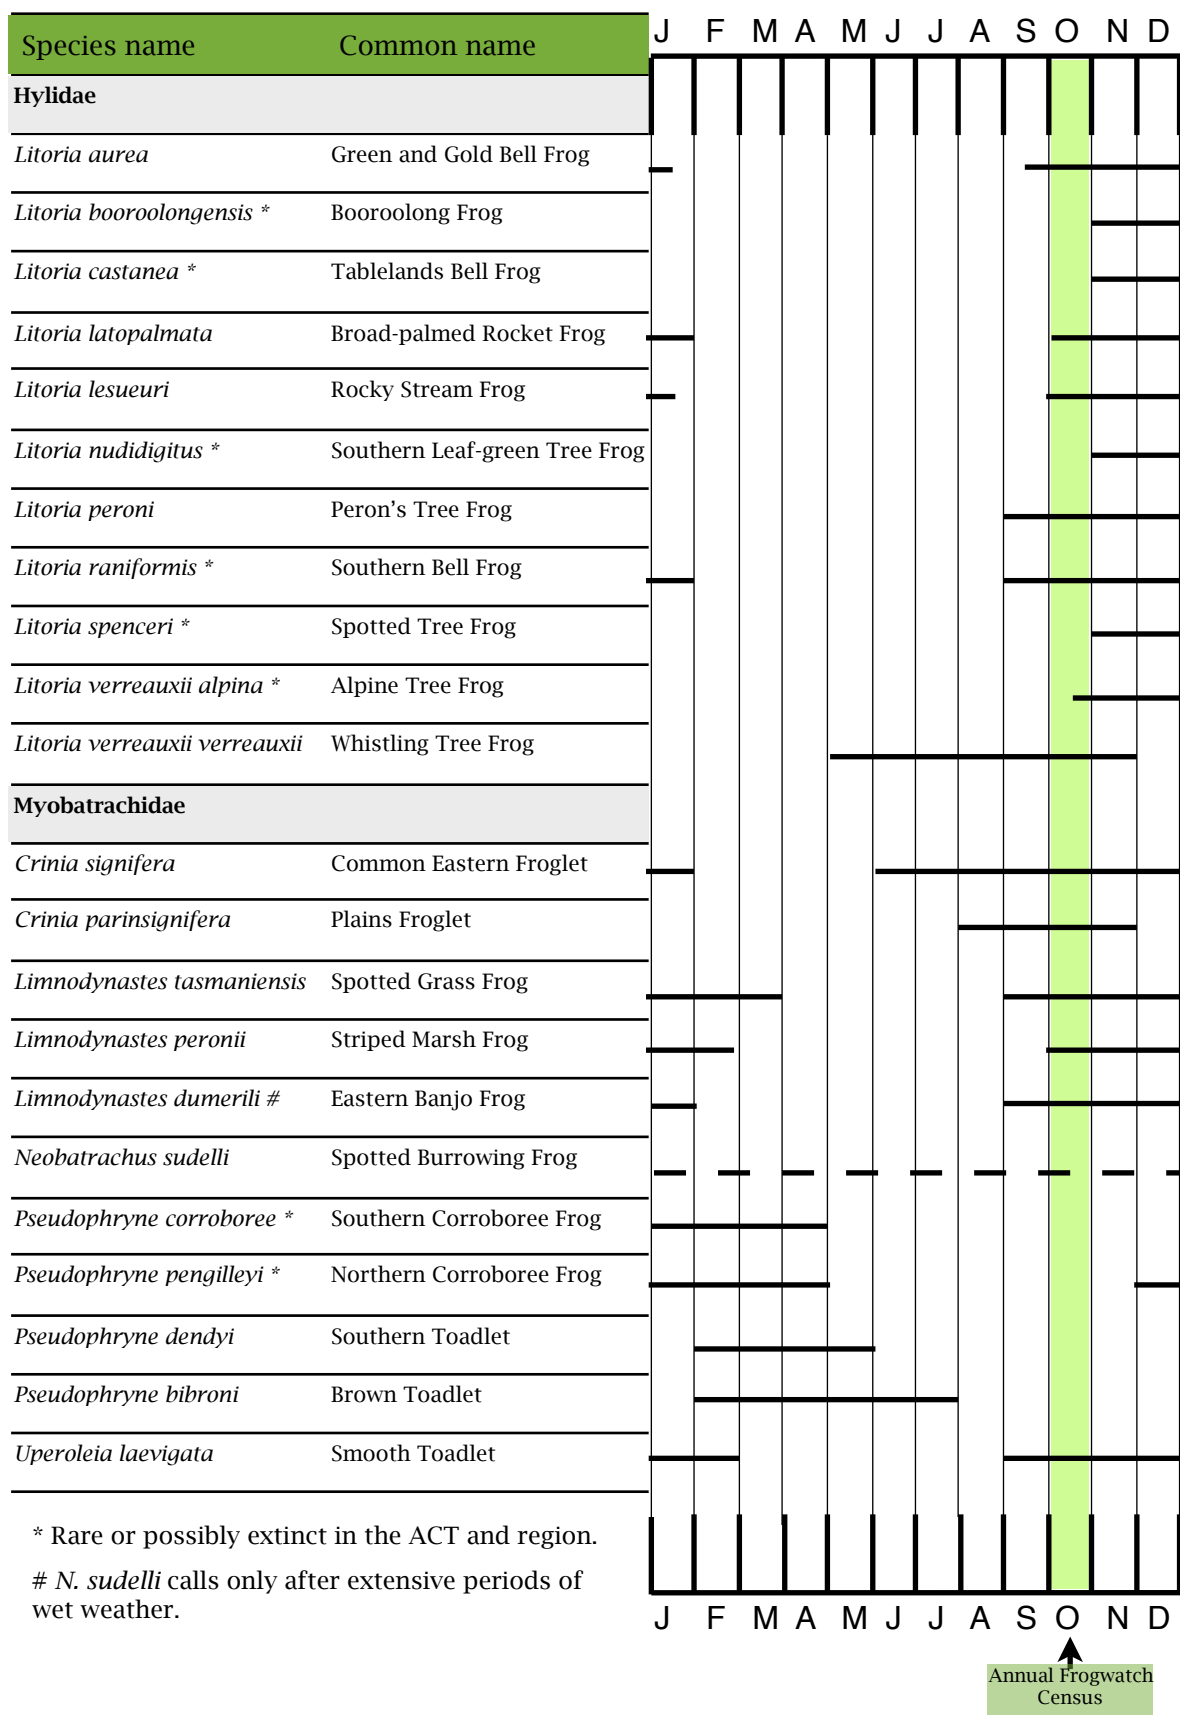 Species name Common name J F M A M J J A S O N D
Hylidae
Litoria aurea Green and Gold Bell Frog
Litoria booroolongensis * Booroolong Frog
Litoria castanea * Tablelands Bell Frog
Litoria latopalmata Broad-palmed Rocket Frog
Litoria lesueuri Rocky Stream Frog
Litoria nudidigitus * Southern Leaf-green Tree Frog
Litoria peroni Peron’s Tree Frog
Litoria raniformis * Southern Bell Frog
Litoria spenceri * Spotted Tree Frog
Litoria verreauxii alpina * Alpine Tree Frog
Litoria verreauxii verreauxii Whistling Tree Frog
Myobatrachidae
Crinia signifera Common Eastern Froglet
Crinia parinsignifera Plains Froglet
Limnodynastes tasmaniensis Spotted Grass Frog
Limnodynastes peronii Striped Marsh Frog
Limnodynastes dumerili # Eastern Banjo Frog
Neobatrachus sudelli Spotted Burrowing Frog
Pseudophryne corroboree * Southern Corroboree Frog
Pseudophryne pengilleyi * Northern Corroboree Frog
Pseudophryne dendyi Southern Toadlet
Pseudophryne bibroni Brown Toadlet
Uperoleia laevigata Smooth Toadlet
* Rare or possibly extinct in the ACT and region.
# N. sudelli calls only after extensive periods of
wet weather.
J F M A M J J A S O N D
Annual Frogwatch
Census